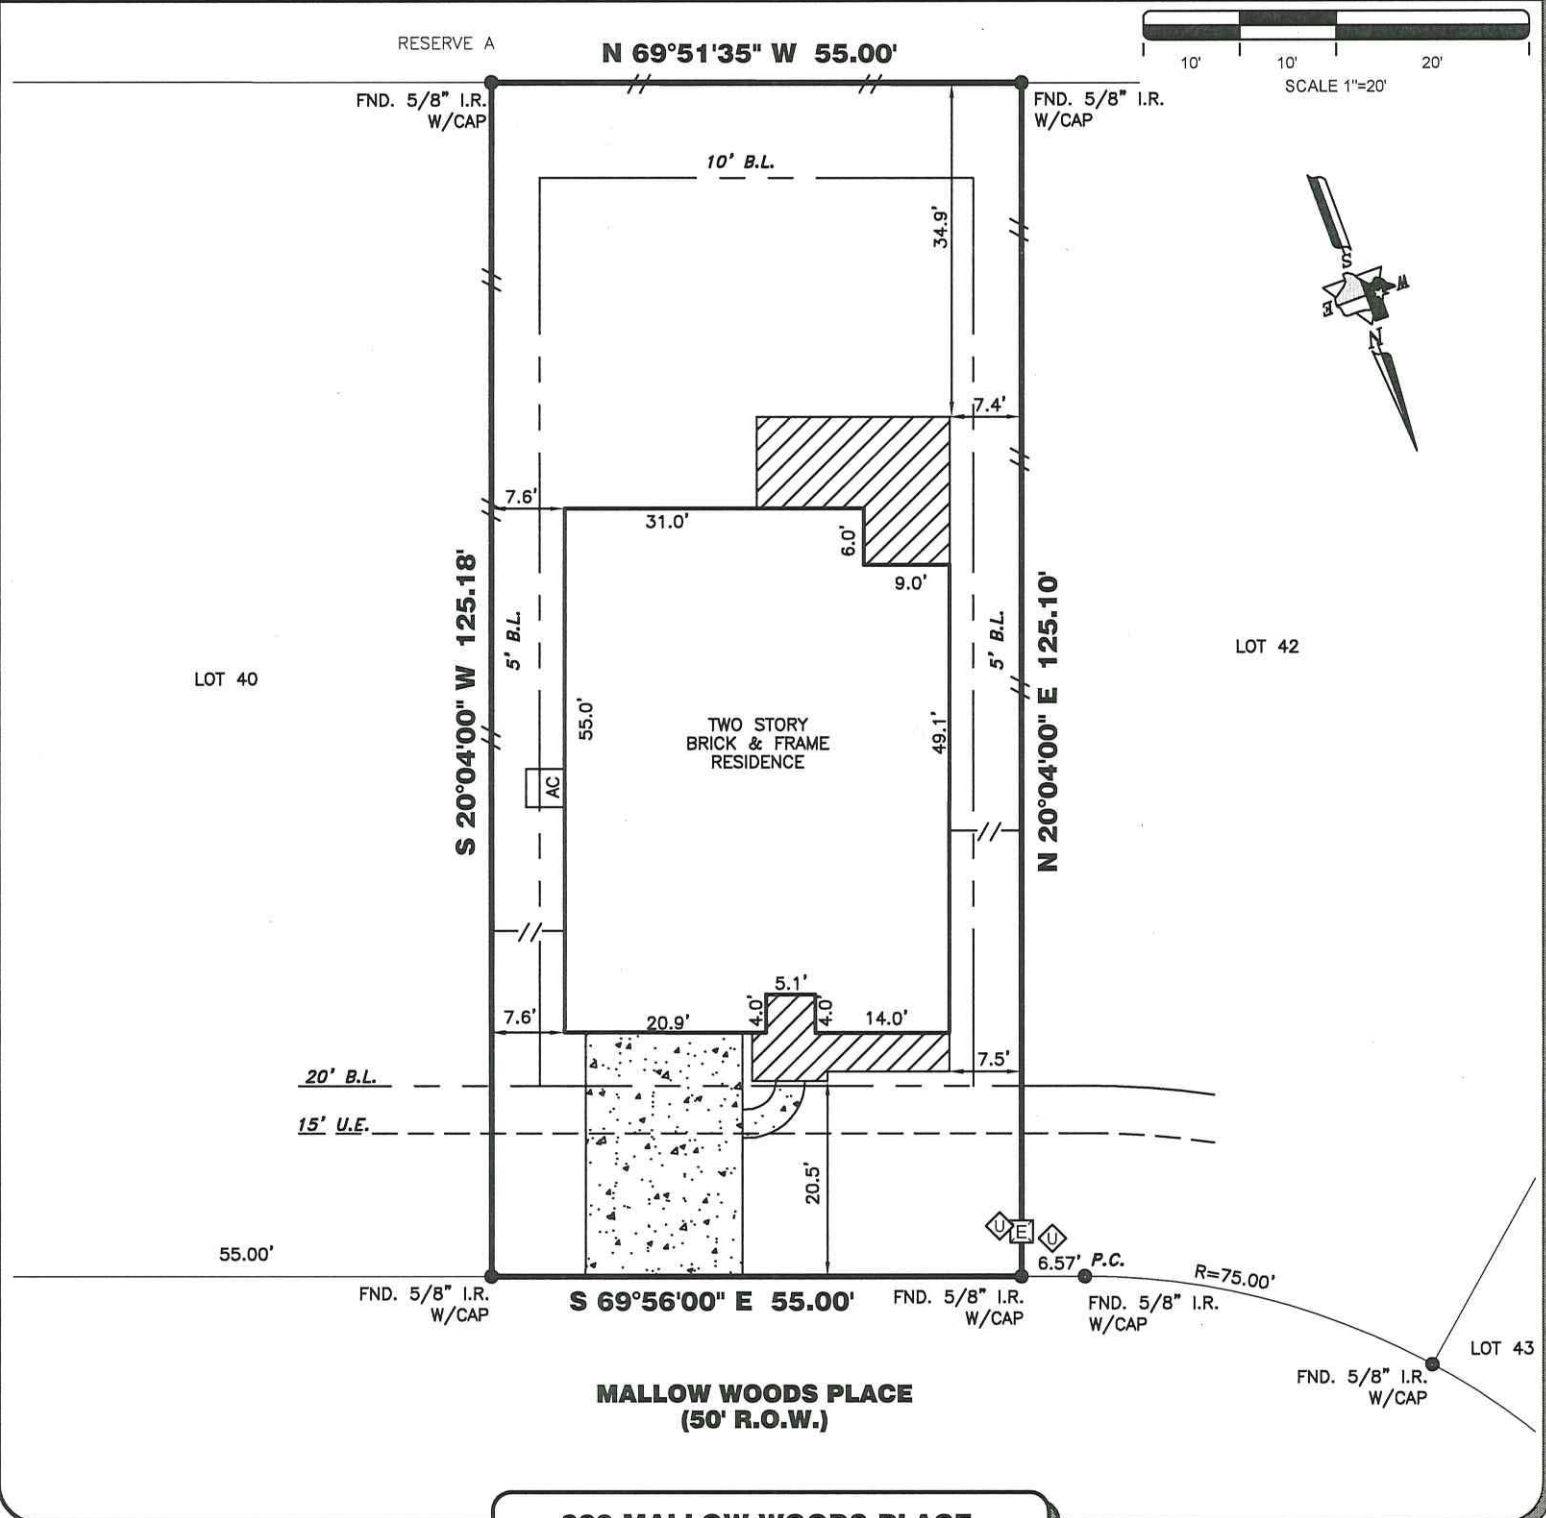 RESERVE A
N 69°51'35" W 55.00'
10' 10' 20'
SCALE 1"=20'
FND. 5/8" I.R.
W/CAP
FND. 5/8" I.R.
W/CAP
10' B.L.
34.9'
S
W
E
N
7.4'
7.6'
31.0'
6.0'
9.0'
S 20°04'00" W 125.18'
5' B.L.
5' B.L.
N 20°04'00" E 125.10'
LOT 40
LOT 42
55.0'
TWO STORY
BRICK & FRAME
RESIDENCE
49.1'
AC
5.1'
4.0'
4.0'
7.6'
20.9'
14.0'
7.5'
20' B.L.
15' U.E.
20.5'
U E U
55.00'
6.57' P.C.
R=75.00'
FND. 5/8" I.R.
W/CAP
S 69°56'00" E 55.00'
FND. 5/8" I.R.
W/CAP
FND. 5/8" I.R.
W/CAP
LOT 43
FND. 5/8" I.R.
W/CAP
MALLOW WOODS PLACE
(50' R.O.W.)
MALLOW WOODS PLACE